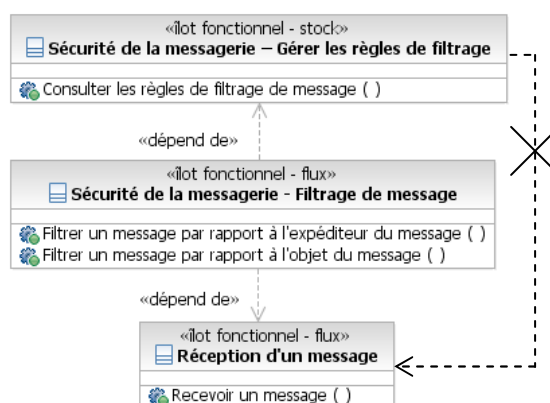 «îlot fonctionnel - stock»
Sécurité de la messagerie – Gérer les règles de filtrage
Consulter les règles de filtrage de message ( )
«dépend de»
«îlot fonctionnel - flux»
Sécurité de la messagerie - Filtrage de message
Filtrer un message par rapport à l'expéditeur du message ( )
Filtrer un message par rapport à l'objet du message ( )
«dépend de»
«îlot fonctionnel - flux»
Réception d'un message
Recevoir un message ( )